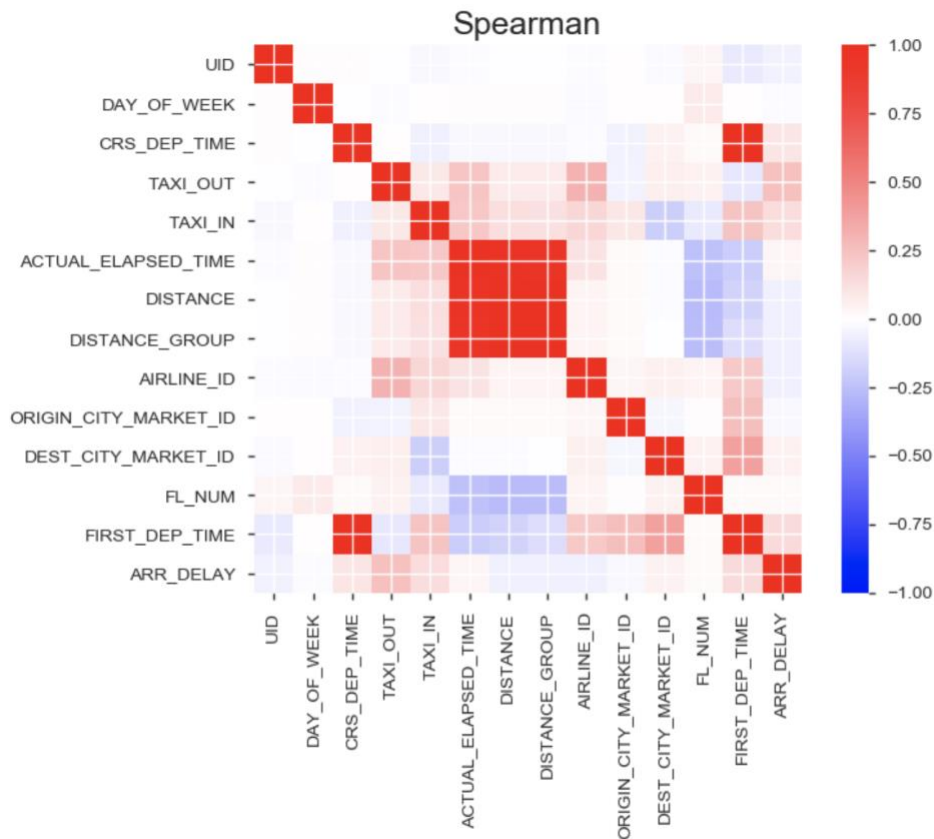 Spearman
UID
DAY_OF_WEEK
CRS_DEP_TIME
TAXI_OUT
TAXI_IN
ACTUAL_ELAPSED_TIME
DISTANCE
DISTANCE_GROUP
AIRLINE_ID
ORIGIN_CITY_MARKET_ID
DEST_CITY_MARKET_ID
FL_NUM
FIRST_DEP_TIME
ARR_DELAY
UID
DAY_OF_WEEK
CRS_DEP_TIME
TAXI_OUT
TAXI_IN
ACTUAL_ELAPSED_TIME
DISTANCE
DISTANCE_GROUP
AIRLINE_ID
ORIGIN_CITY_MARKET_ID
DEST_CITY_MARKET_ID
FL_NUM
FIRST_DEP_TIME
ARR_DELAY
1.00
0.75
0.50
0.25
0.00
−0.25
−0.50
−0.75
−1.00